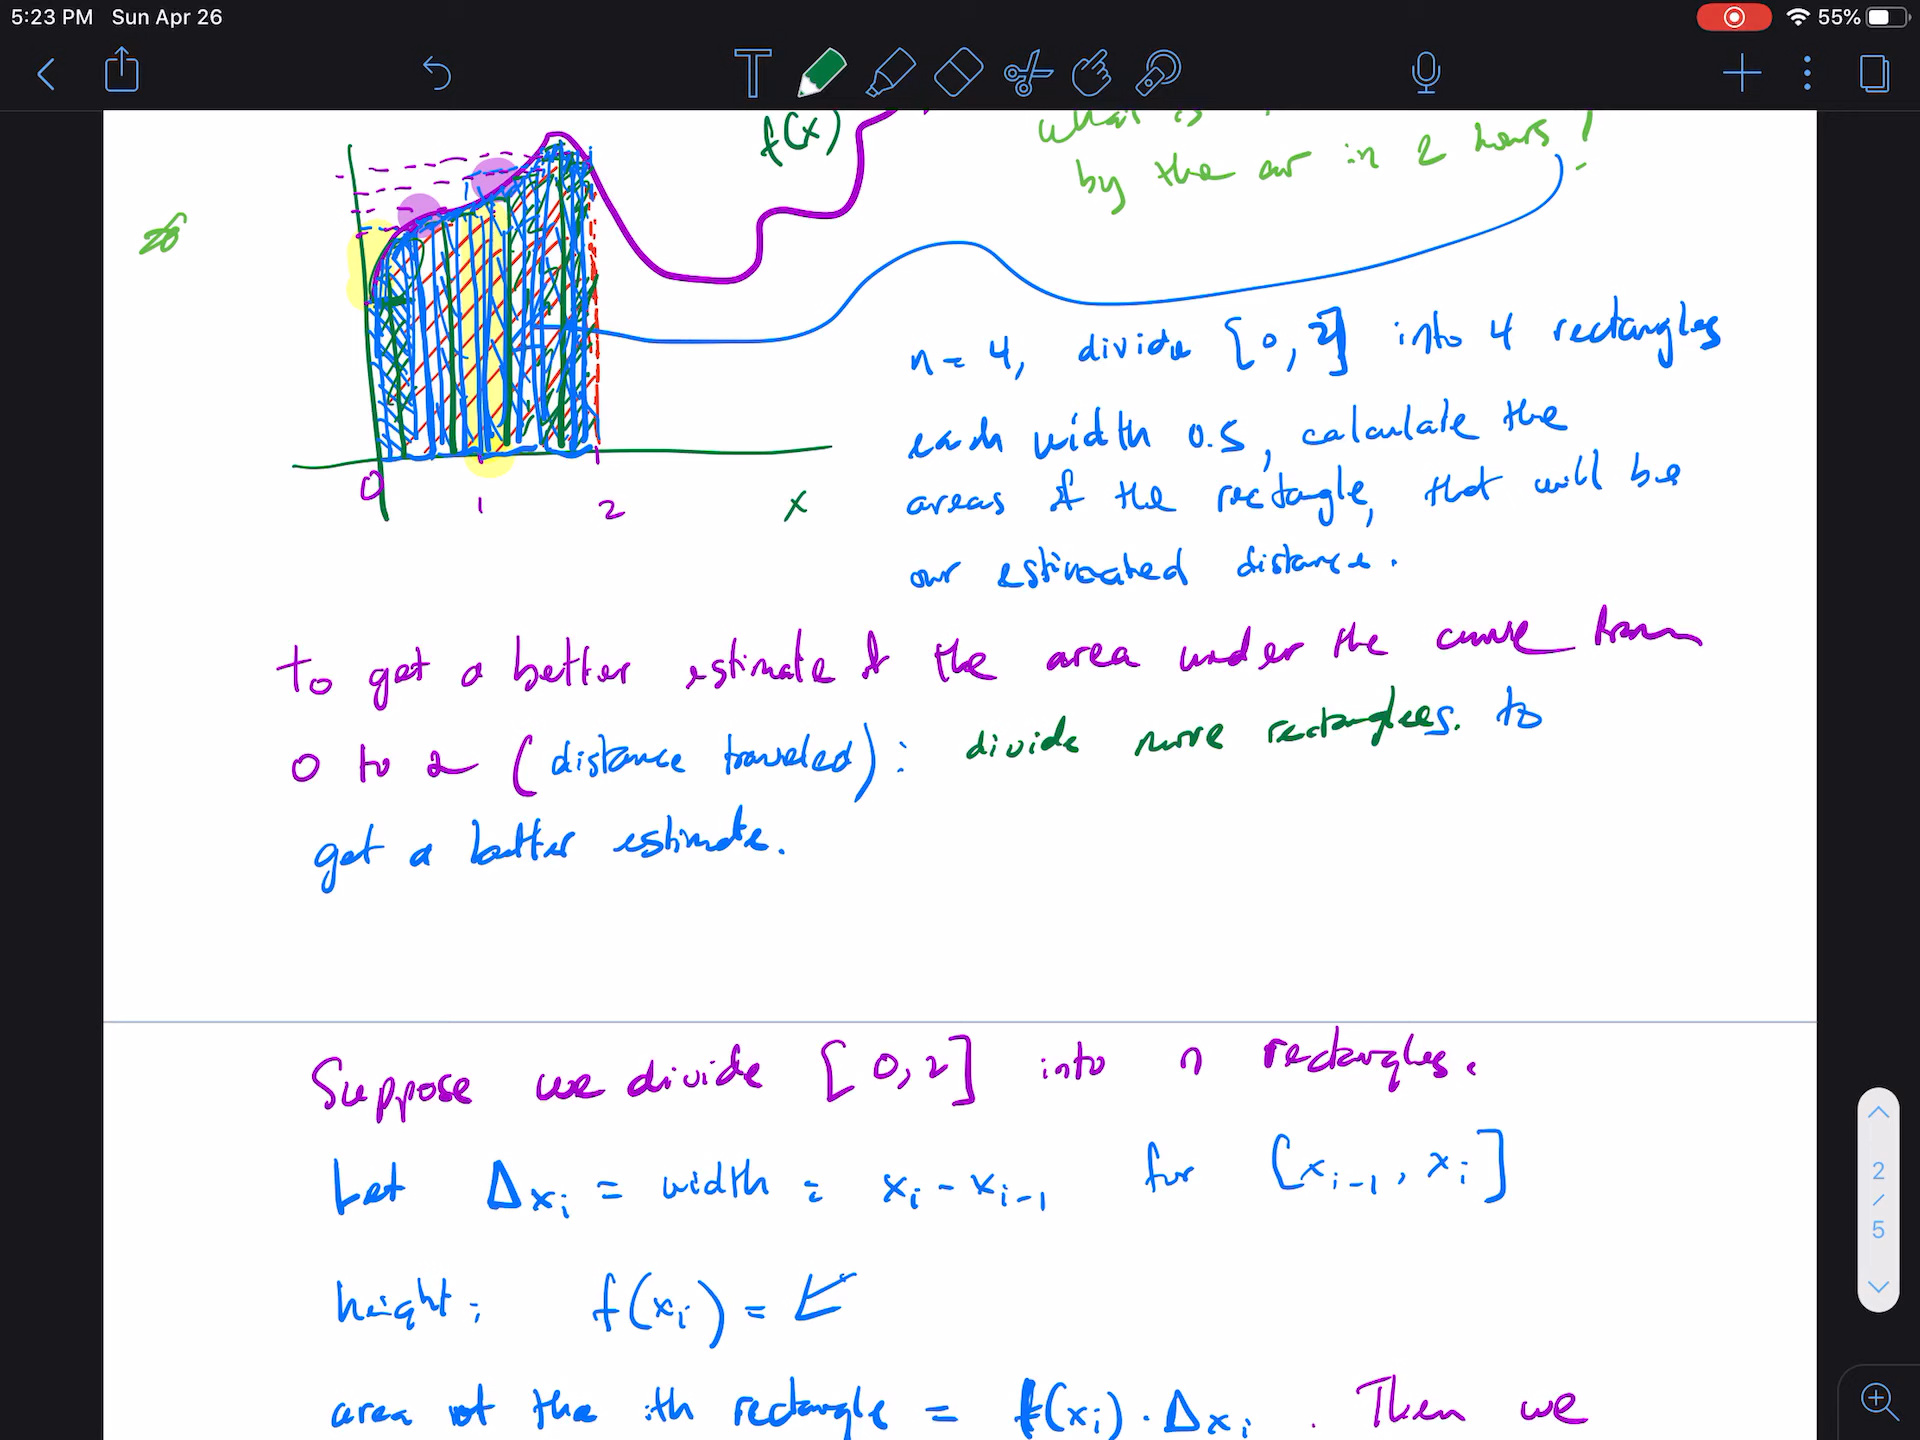 5:23 PM Sun Apr 26
55%
f(x)
what is
by the car in 2 hours?
n = 4, divide [0, 2] into 4 rectangles
each width 0.5, calculate the
areas of the rectangle, that will be
our estimated distance.
0 1 2 x
to get a better estimate of the area under the curve from
0 to 2 (distance traveled): divide more rectangles. to
get a better estimate.
Suppose we divide [0,2] into n rectangles.
Let Δxᵢ = width = xᵢ - xᵢ₋₁ for [xᵢ₋₁, xᵢ]
height: f(xᵢ) =
area of the ith rectangle = f(xᵢ) · Δxᵢ . Then we
2
/
5